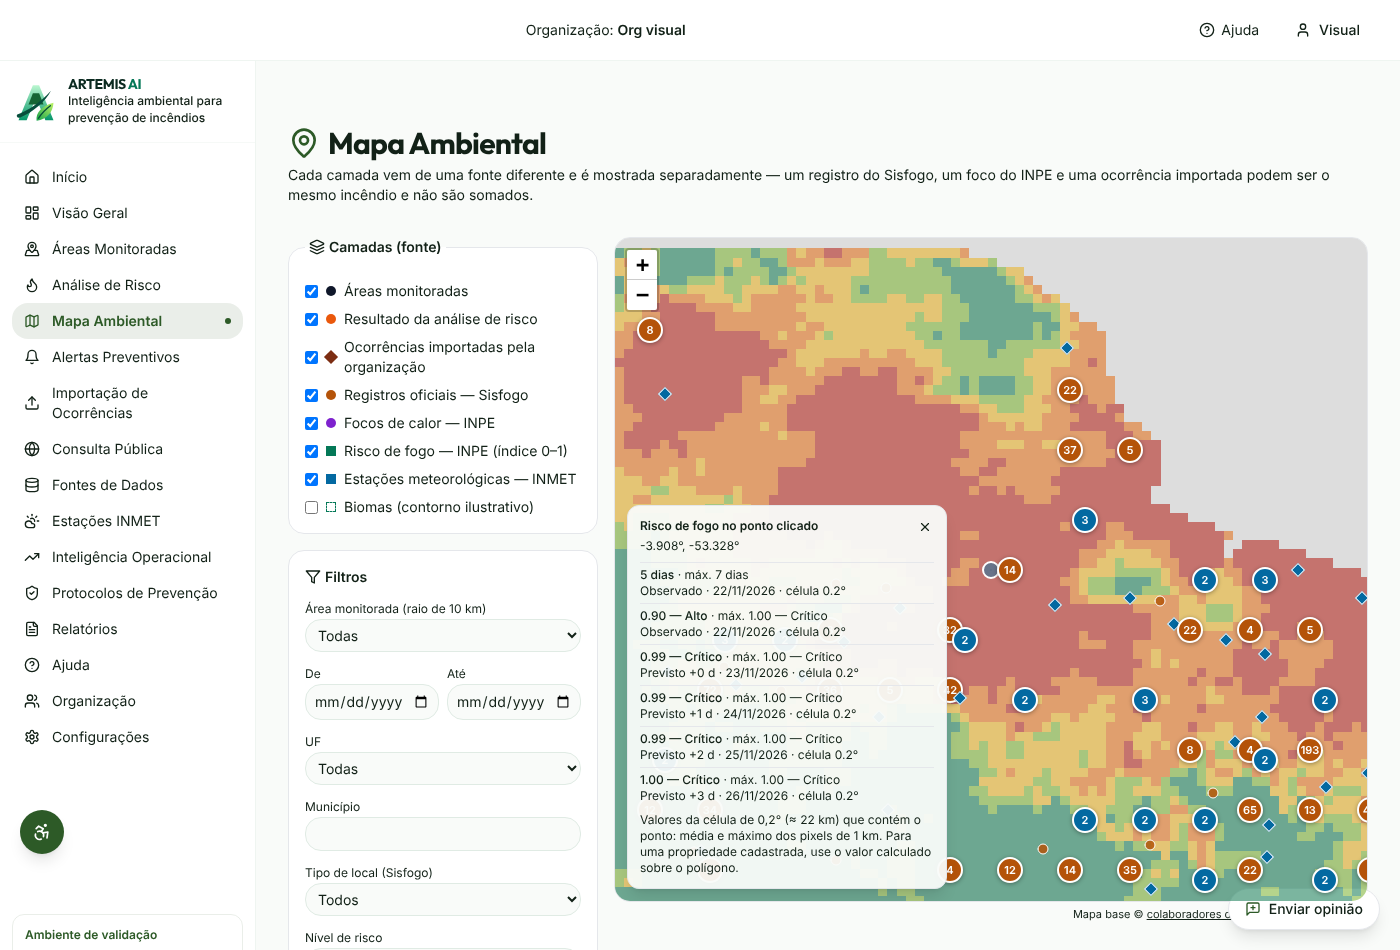 Organização: Org visual
Ajuda
Visual
ARTEMIS AI
Inteligência ambiental para
prevenção de incêndios
Início
Visão Geral
Áreas Monitoradas
Análise de Risco
Mapa Ambiental
Alertas Preventivos
Importação de
Ocorrências
Consulta Pública
Fontes de Dados
Estações INMET
Inteligência Operacional
Protocolos de Prevenção
Relatórios
Ajuda
Organização
Configurações
Ambiente de validação
Mapa Ambiental
Cada camada vem de uma fonte diferente e é mostrada separadamente — um registro do Sisfogo, um foco do INPE e uma ocorrência importada podem ser o
mesmo incêndio e não são somados.
Camadas (fonte)
Áreas monitoradas
Resultado da análise de risco
Ocorrências importadas pela
organização
Registros oficiais — Sisfogo
Focos de calor — INPE
Risco de fogo — INPE (índice 0–1)
Estações meteorológicas — INMET
Biomas (contorno ilustrativo)
Filtros
Área monitorada (raio de 10 km)
Todas
De
Até
mm/dd/yyyy
mm/dd/yyyy
UF
Todas
Município
Tipo de local (Sisfogo)
Todos
Nível de risco
+
−
8
22
37
5
3
14
2
3
22
4
5
2
2
3
2
8
4
2
193
65
13
2
2
2
4
12
14
35
2
22
2
Risco de fogo no ponto clicado
-3.908°, -53.328°
5 dias · máx. 7 dias
Observado · 22/11/2026 · célula 0.2°
0.90 — Alto · máx. 1.00 — Crítico
Observado · 22/11/2026 · célula 0.2°
0.99 — Crítico · máx. 1.00 — Crítico
Previsto +0 d · 23/11/2026 · célula 0.2°
0.99 — Crítico · máx. 1.00 — Crítico
Previsto +1 d · 24/11/2026 · célula 0.2°
0.99 — Crítico · máx. 1.00 — Crítico
Previsto +2 d · 25/11/2026 · célula 0.2°
1.00 — Crítico · máx. 1.00 — Crítico
Previsto +3 d · 26/11/2026 · célula 0.2°
Valores da célula de 0,2° (≈ 22 km) que contém o
ponto: média e máximo dos pixels de 1 km. Para
uma propriedade cadastrada, use o valor calculado
sobre o polígono.
Mapa base © colaboradores
Enviar opinião